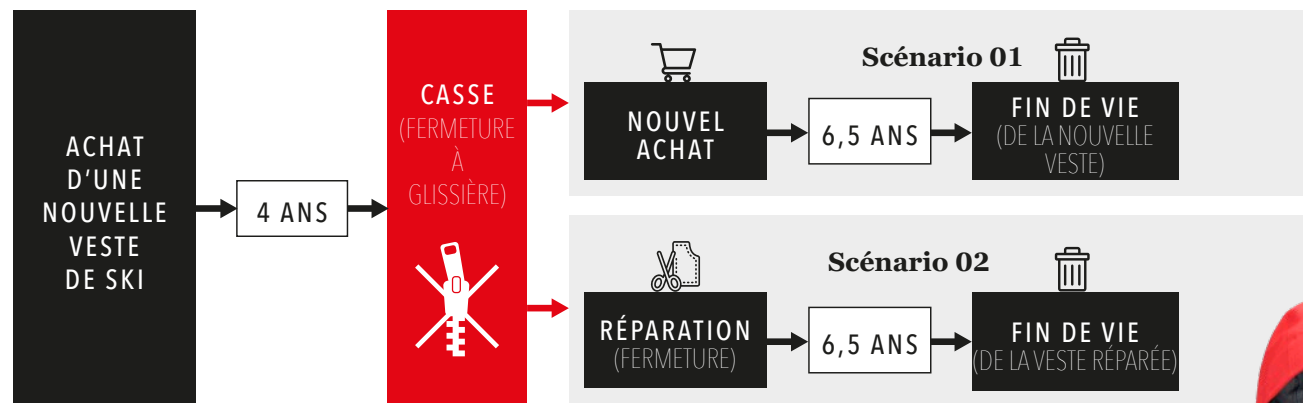 ACHAT
D'UNE
NOUVELLE
VESTE
DE SKI
4 ANS
CASSE
(FERMETURE
À
GLISSIÈRE)
Scénario 01
NOUVEL
ACHAT
6,5 ANS
FIN DE VIE
(DE LA NOUVELLE
VESTE)
Scénario 02
RÉPARATION
(FERMETURE)
6,5 ANS
FIN DE VIE
(DE LA VESTE RÉPARÉE)